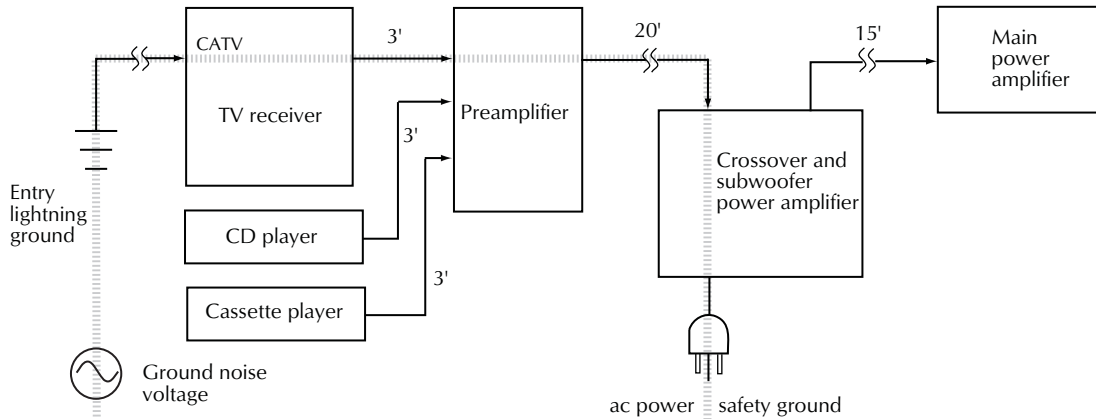 CATV
TV receiver
3'
Preamplifier
20'
15'
Main
power
amplifier
3'
Crossover and
subwoofer
power amplifier
Entry
lightning
ground
CD player
3'
Cassette player
Ground noise
voltage
ac power
safety ground